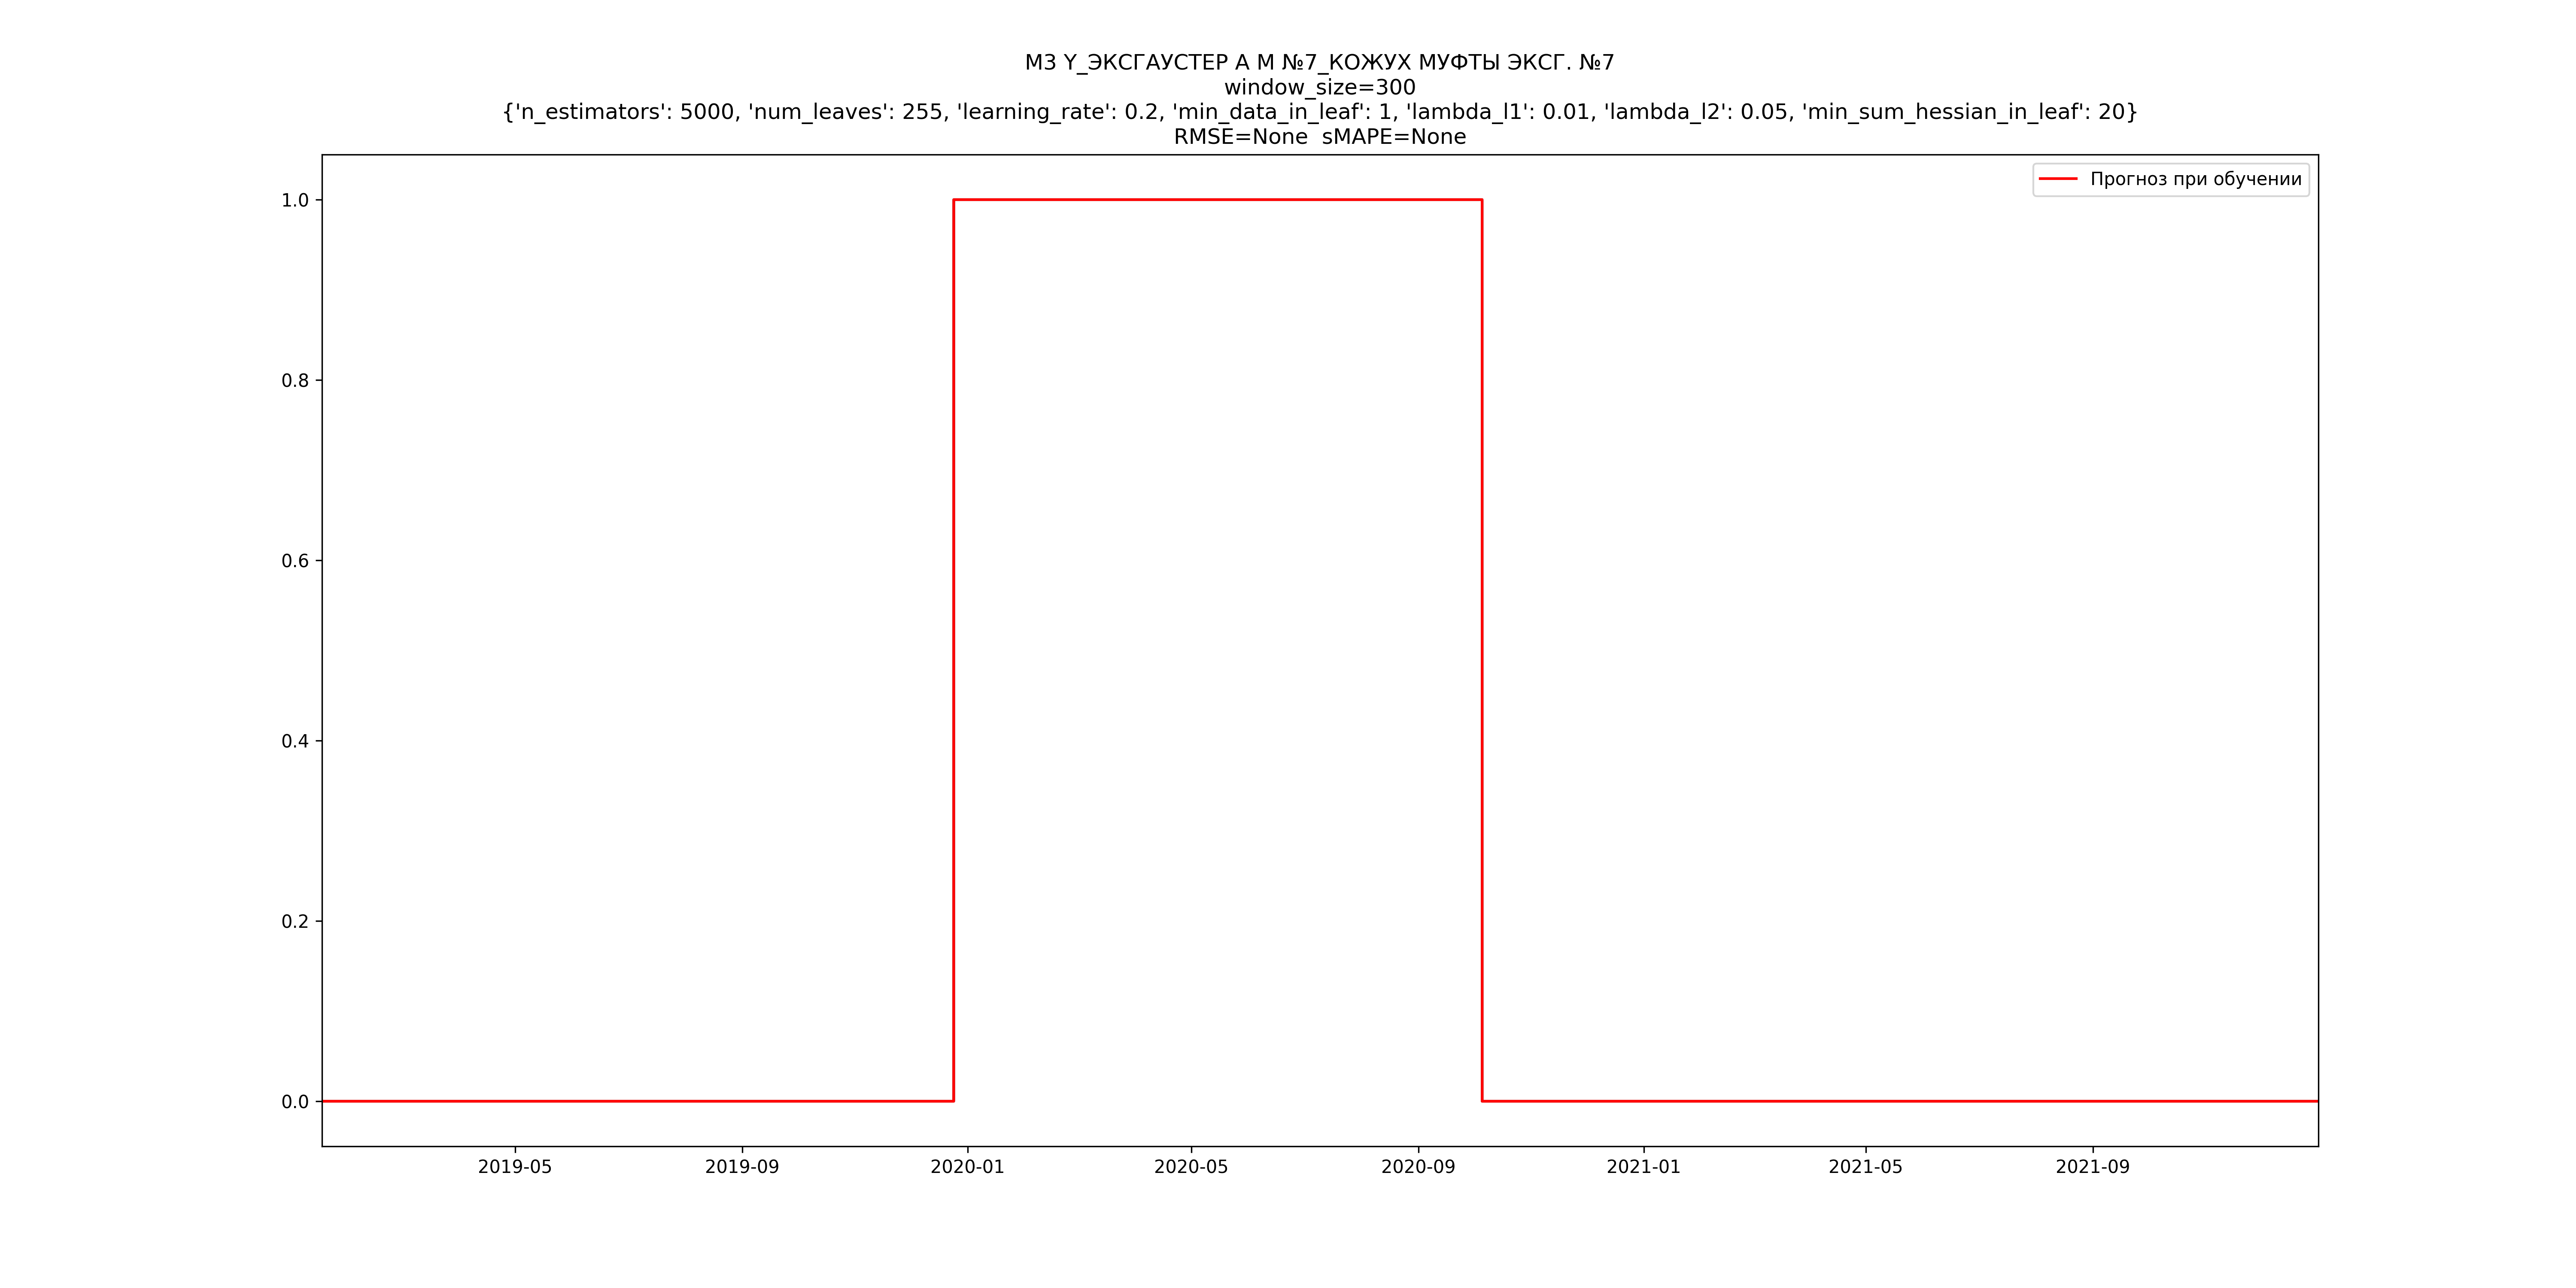 М3 Y_ЭКСГАУСТЕР А М №7_КОЖУХ МУФТЫ ЭКСГ. №7
window_size=300
{'n_estimators': 5000, 'num_leaves': 255, 'learning_rate': 0.2, 'min_data_in_leaf': 1, 'lambda_l1': 0.01, 'lambda_l2': 0.05, 'min_sum_hessian_in_leaf': 20}
RMSE=None  sMAPE=None
Прогноз при обучении
1.0
0.8
0.6
0.4
0.2
0.0
2019-05 2019-09 2020-01 2020-05 2020-09 2021-01 2021-05 2021-09